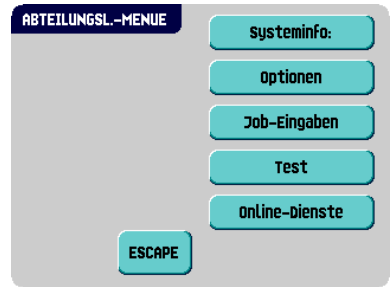 ABTEILUNGSL.-MENUE
Systeminfo:
Optionen
Job-Eingaben
Test
Online-Dienste
ESCAPE